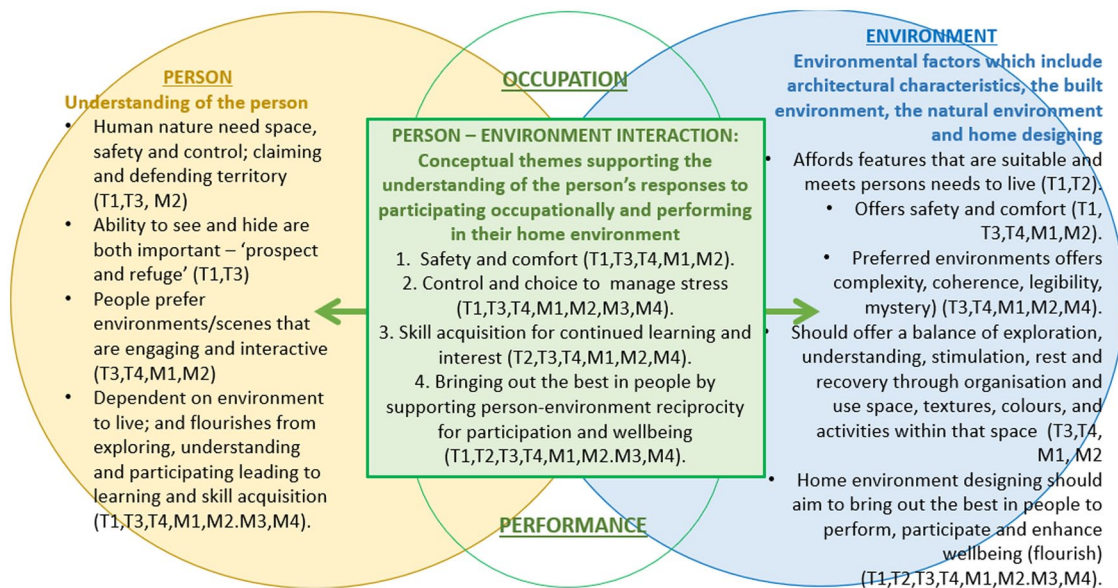 PERSON
Understanding of the person
• Human nature need space,
safety and control; claiming
and defending territory
(T1,T3, M2)
• Ability to see and hide are
both important – ‘prospect
and refuge’ (T1,T3)
• People prefer
environments/scenes that
are engaging and interactive
(T3,T4,M1,M2)
• Dependent on environment
to live; and flourishes from
exploring, understanding
and participating leading to
learning and skill acquisition
(T1,T3,T4,M1,M2.M3,M4).
OCCUPATION
PERSON – ENVIRONMENT INTERACTION:
Conceptual themes supporting the
understanding of the person’s responses to
participating occupationally and performing
in their home environment
1. Safety and comfort (T1,T3,T4,M1,M2).
2. Control and choice to manage stress
(T1,T3,T4,M1,M2,M3,M4).
3. Skill acquisition for continued learning and
interest (T2,T3,T4,M1,M2,M4).
4. Bringing out the best in people by
supporting person-environment reciprocity
for participation and wellbeing
(T1,T2,T3,T4,M1,M2.M3,M4).
PERFORMANCE
ENVIRONMENT
Environmental factors which include
architectural characteristics, the built
environment, the natural environment
and home designing
• Affords features that are suitable and
meets persons needs to live (T1,T2).
• Offers safety and comfort (T1,
T3,T4,M1,M2).
• Preferred environments offers
complexity, coherence, legibility,
mystery) (T3,T4,M1,M2,M4).
• Should offer a balance of exploration,
understanding, stimulation, rest and
recovery through organisation and
use space, textures, colours, and
activities within that space (T3,T4,
M1, M2
• Home environment designing should
aim to bring out the best in people to
perform, participate and enhance
wellbeing (flourish)
(T1,T2,T3,T4,M1,M2.M3,M4).